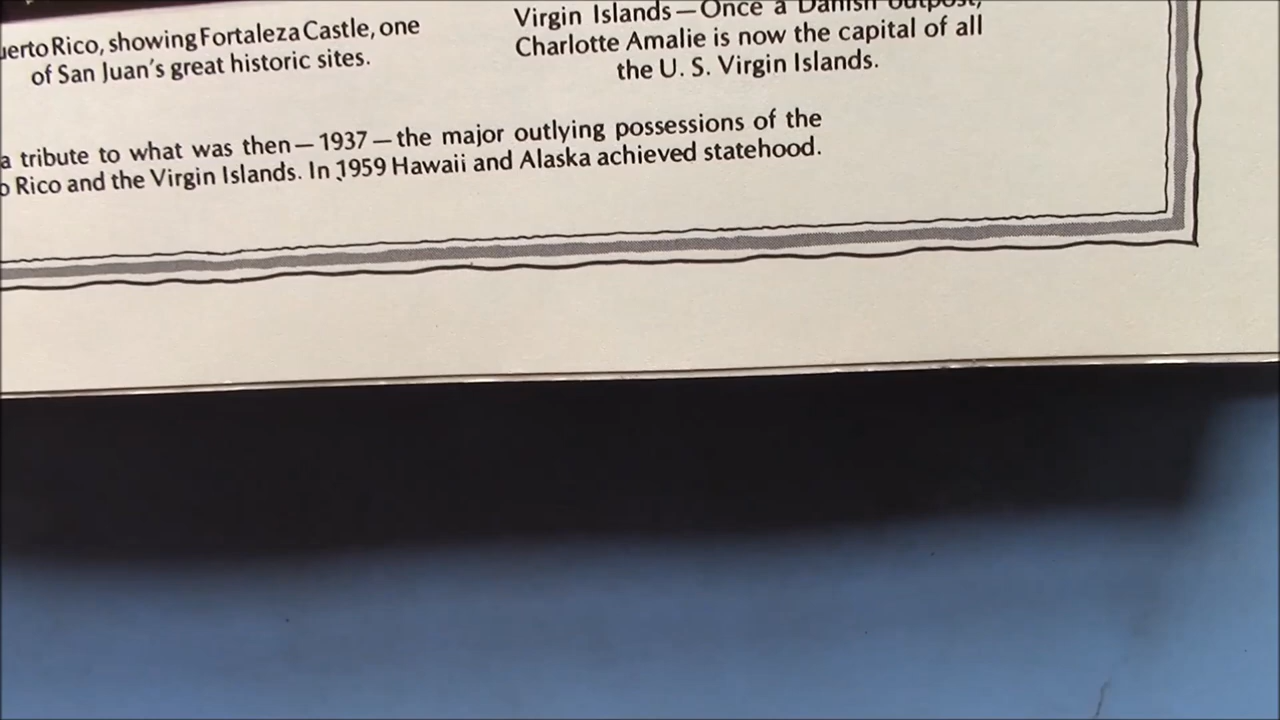 uerto Rico, showing Fortaleza Castle, one
of San Juan's great historic sites.
Virgin Islands—Once a Danish outpost,
Charlotte Amalie is now the capital of all
the U. S. Virgin Islands.
a tribute to what was then—1937—the major outlying possessions of the
o Rico and the Virgin Islands. In 1959 Hawaii and Alaska achieved statehood.